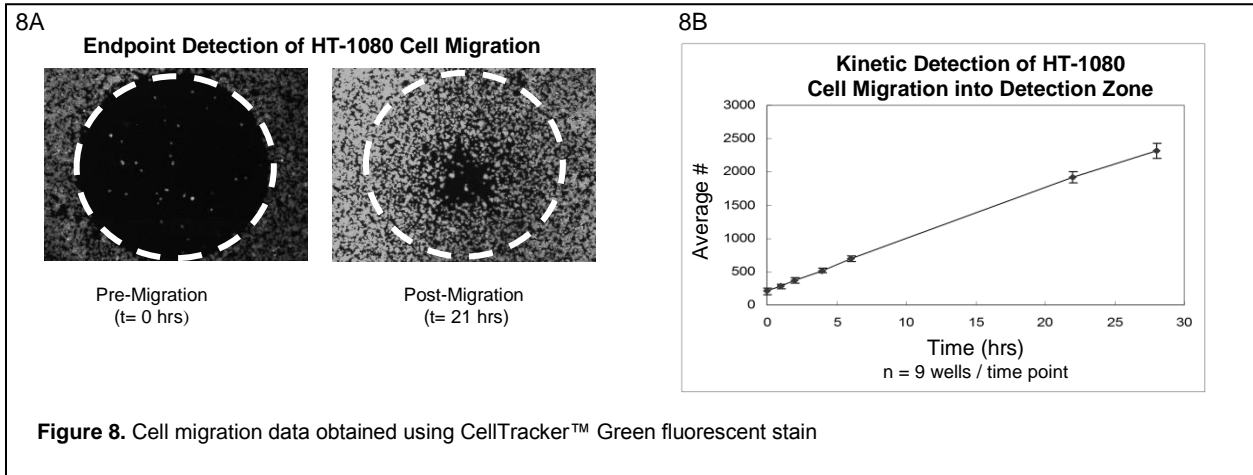 8A
Endpoint Detection of HT-1080 Cell Migration
Pre-Migration
(t= 0 hrs)
Post-Migration
(t= 21 hrs)
8B
Kinetic Detection of HT-1080
Cell Migration into Detection Zone
Average #
3000
2500
2000
1500
1000
500
0
0 5 10 15 20 25 30
Time (hrs)
n = 9 wells / time point
Figure 8. Cell migration data obtained using CellTracker™ Green fluorescent stain